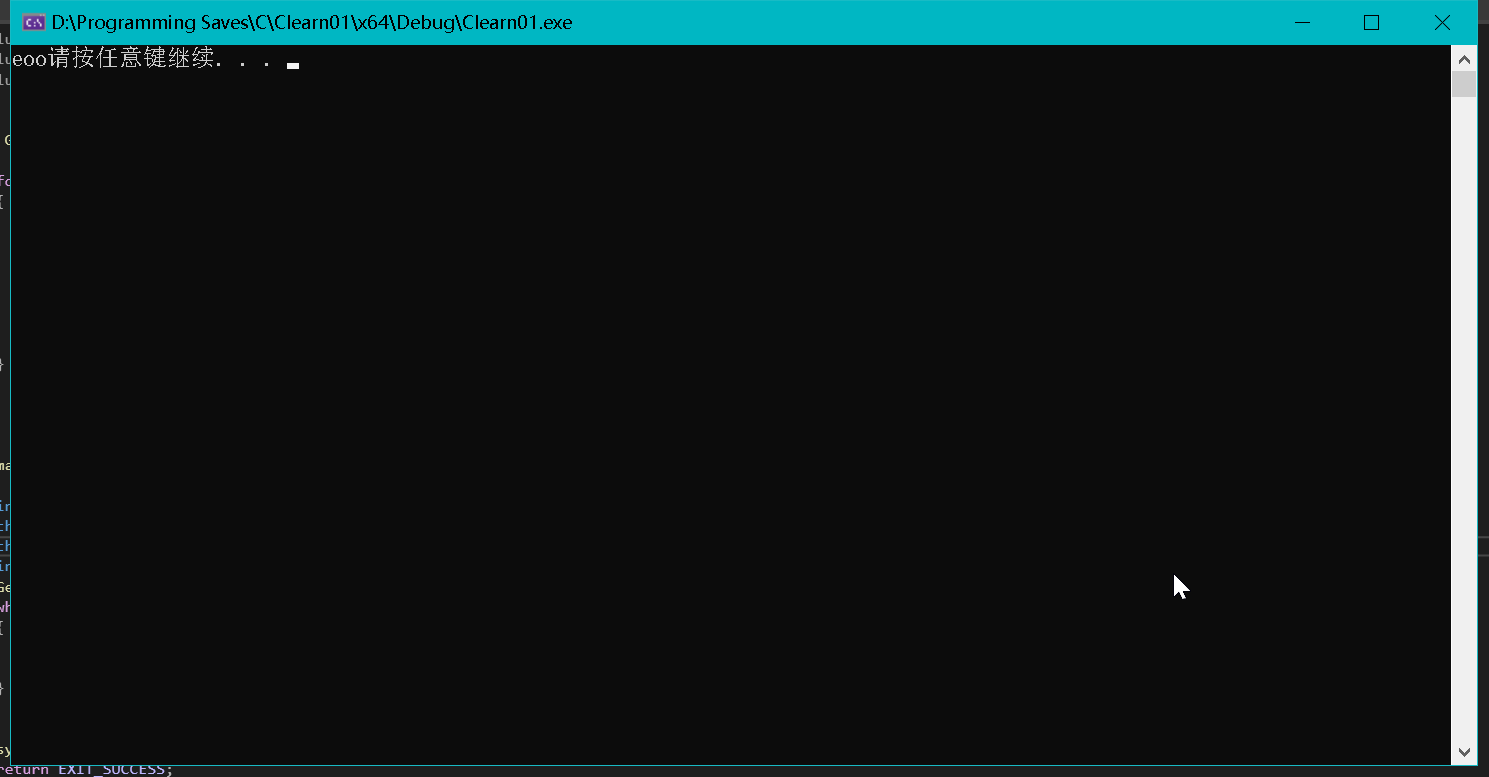 D:\Programming Saves\C\Clearn01\x64\Debug\Clearn01.exe
eoo请按任意键继续. . .
return EXIT_SUCCESS;